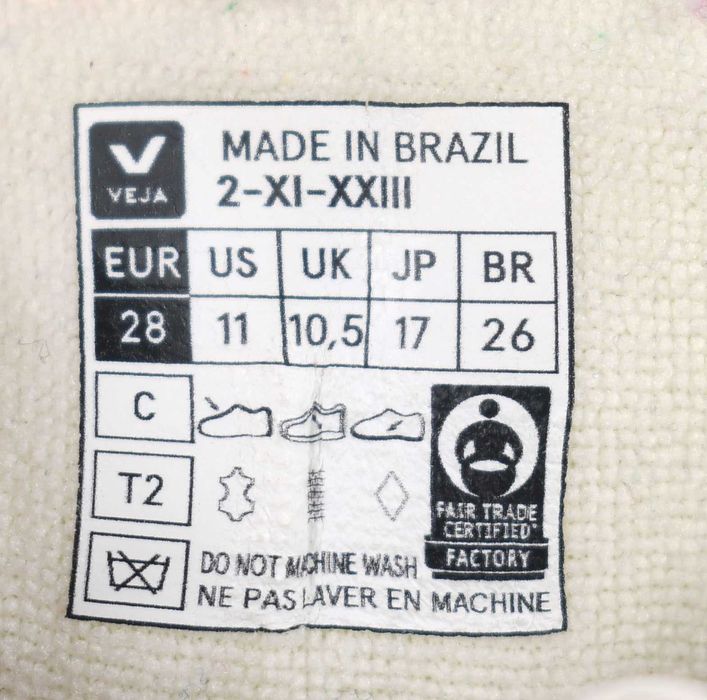 VEJA
MADE IN BRAZIL
2-XI-XXIII
EUR US UK JP BR
28 11 10,5 17 26
C
T2
FAIR TRADE
CERTIFIED
FACTORY
DO NOT MACHINE WASH
NE PAS LAVER EN MACHINE